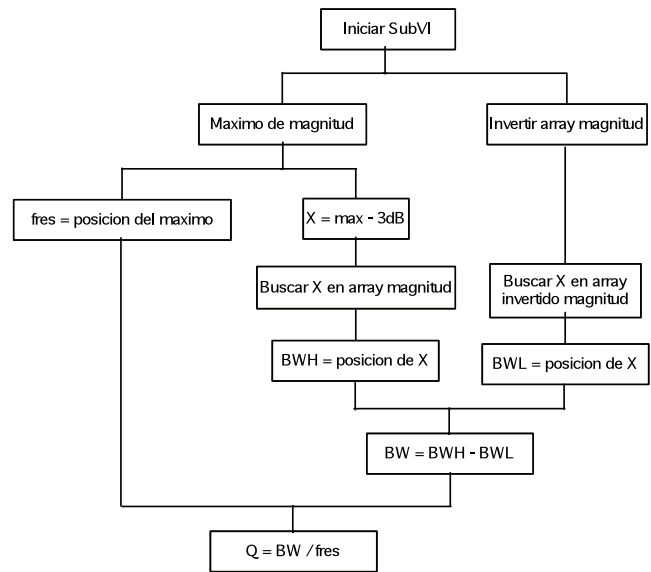 Iniciar SubVI
Maximo de magnitud
Invertir array magnitud
fres = posicion del maximo
X = max - 3dB
Buscar X en array magnitud
Buscar X en array
invertido magnitud
BWH = posicion de X
BWL = posicion de X
BW = BWH - BWL
Q = BW / fres